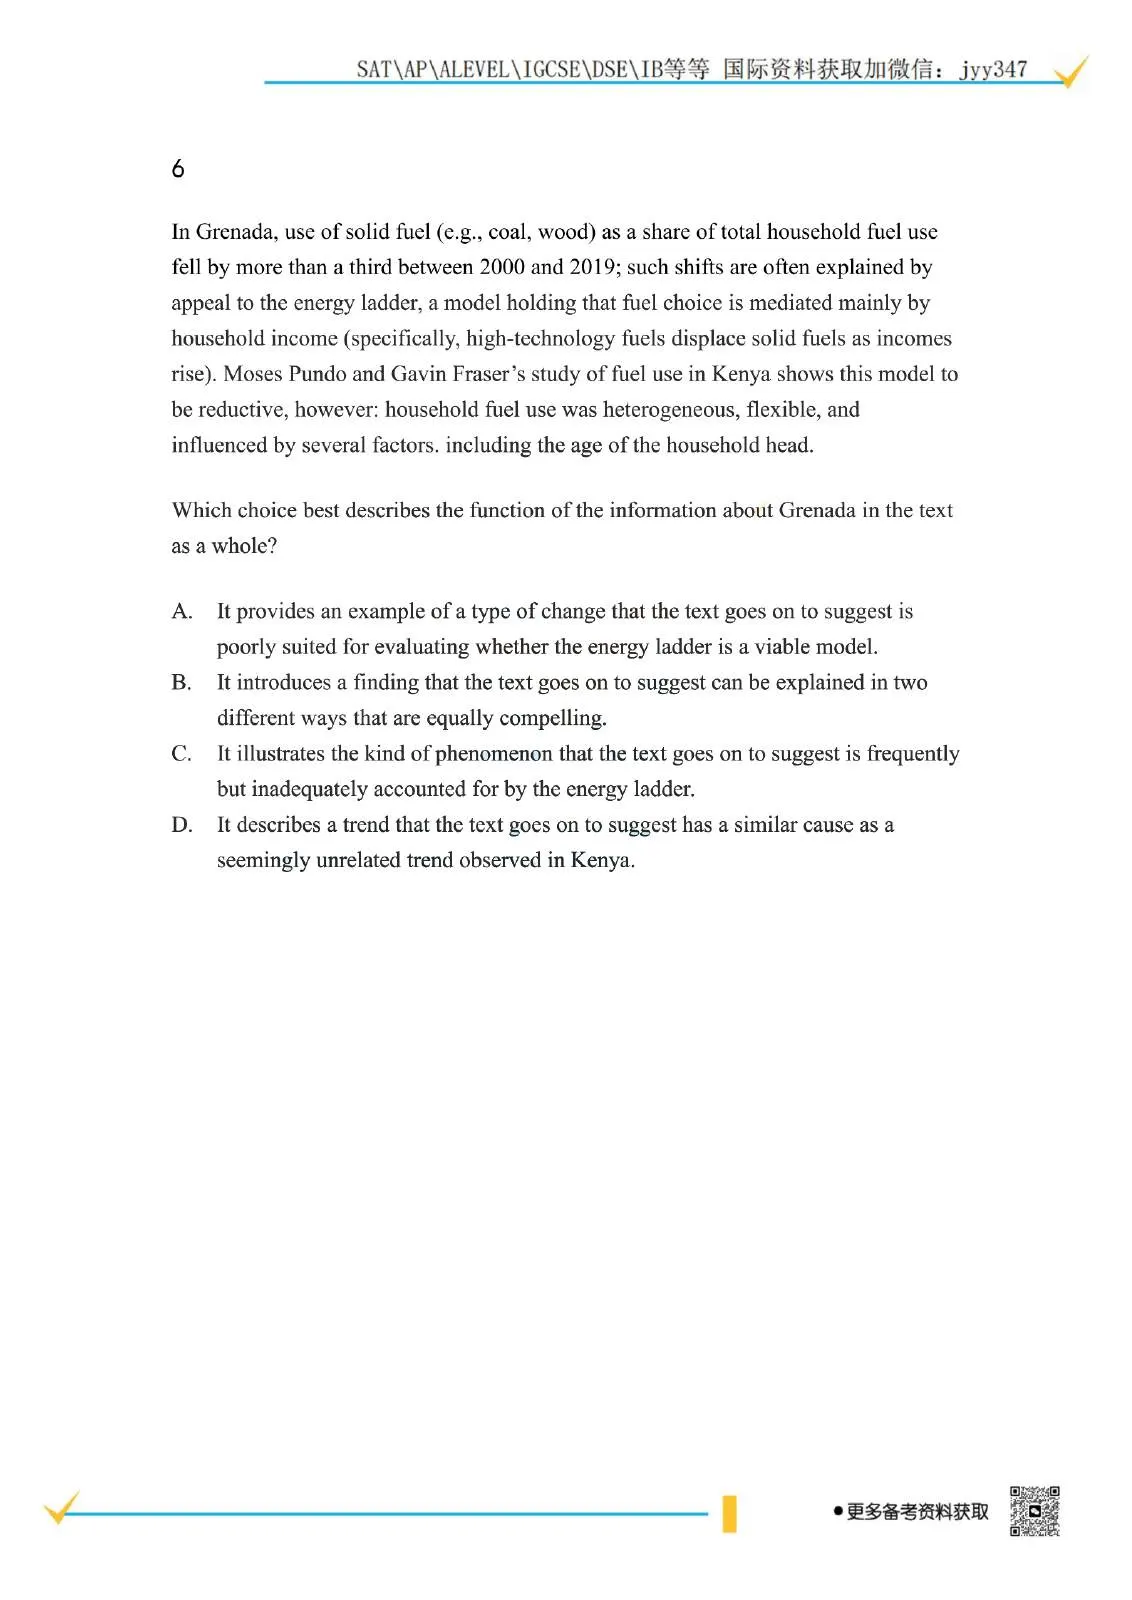 SAT\AP\ALEVEL\IGCSE\DSE\IB等等 国际资料获取加微信：jyy347
6
In Grenada, use of solid fuel (e.g., coal, wood) as a share of total household fuel use
fell by more than a third between 2000 and 2019; such shifts are often explained by
appeal to the energy ladder, a model holding that fuel choice is mediated mainly by
household income (specifically, high-technology fuels displace solid fuels as incomes
rise). Moses Pundo and Gavin Fraser's study of fuel use in Kenya shows this model to
be reductive, however: household fuel use was heterogeneous, flexible, and
influenced by several factors. including the age of the household head.
Which choice best describes the function of the information about Grenada in the text
as a whole?
A. It provides an example of a type of change that the text goes on to suggest is
poorly suited for evaluating whether the energy ladder is a viable model.
B. It introduces a finding that the text goes on to suggest can be explained in two
different ways that are equally compelling.
C. It illustrates the kind of phenomenon that the text goes on to suggest is frequently
but inadequately accounted for by the energy ladder.
D. It describes a trend that the text goes on to suggest has a similar cause as a
seemingly unrelated trend observed in Kenya.
●更多备考资料获取